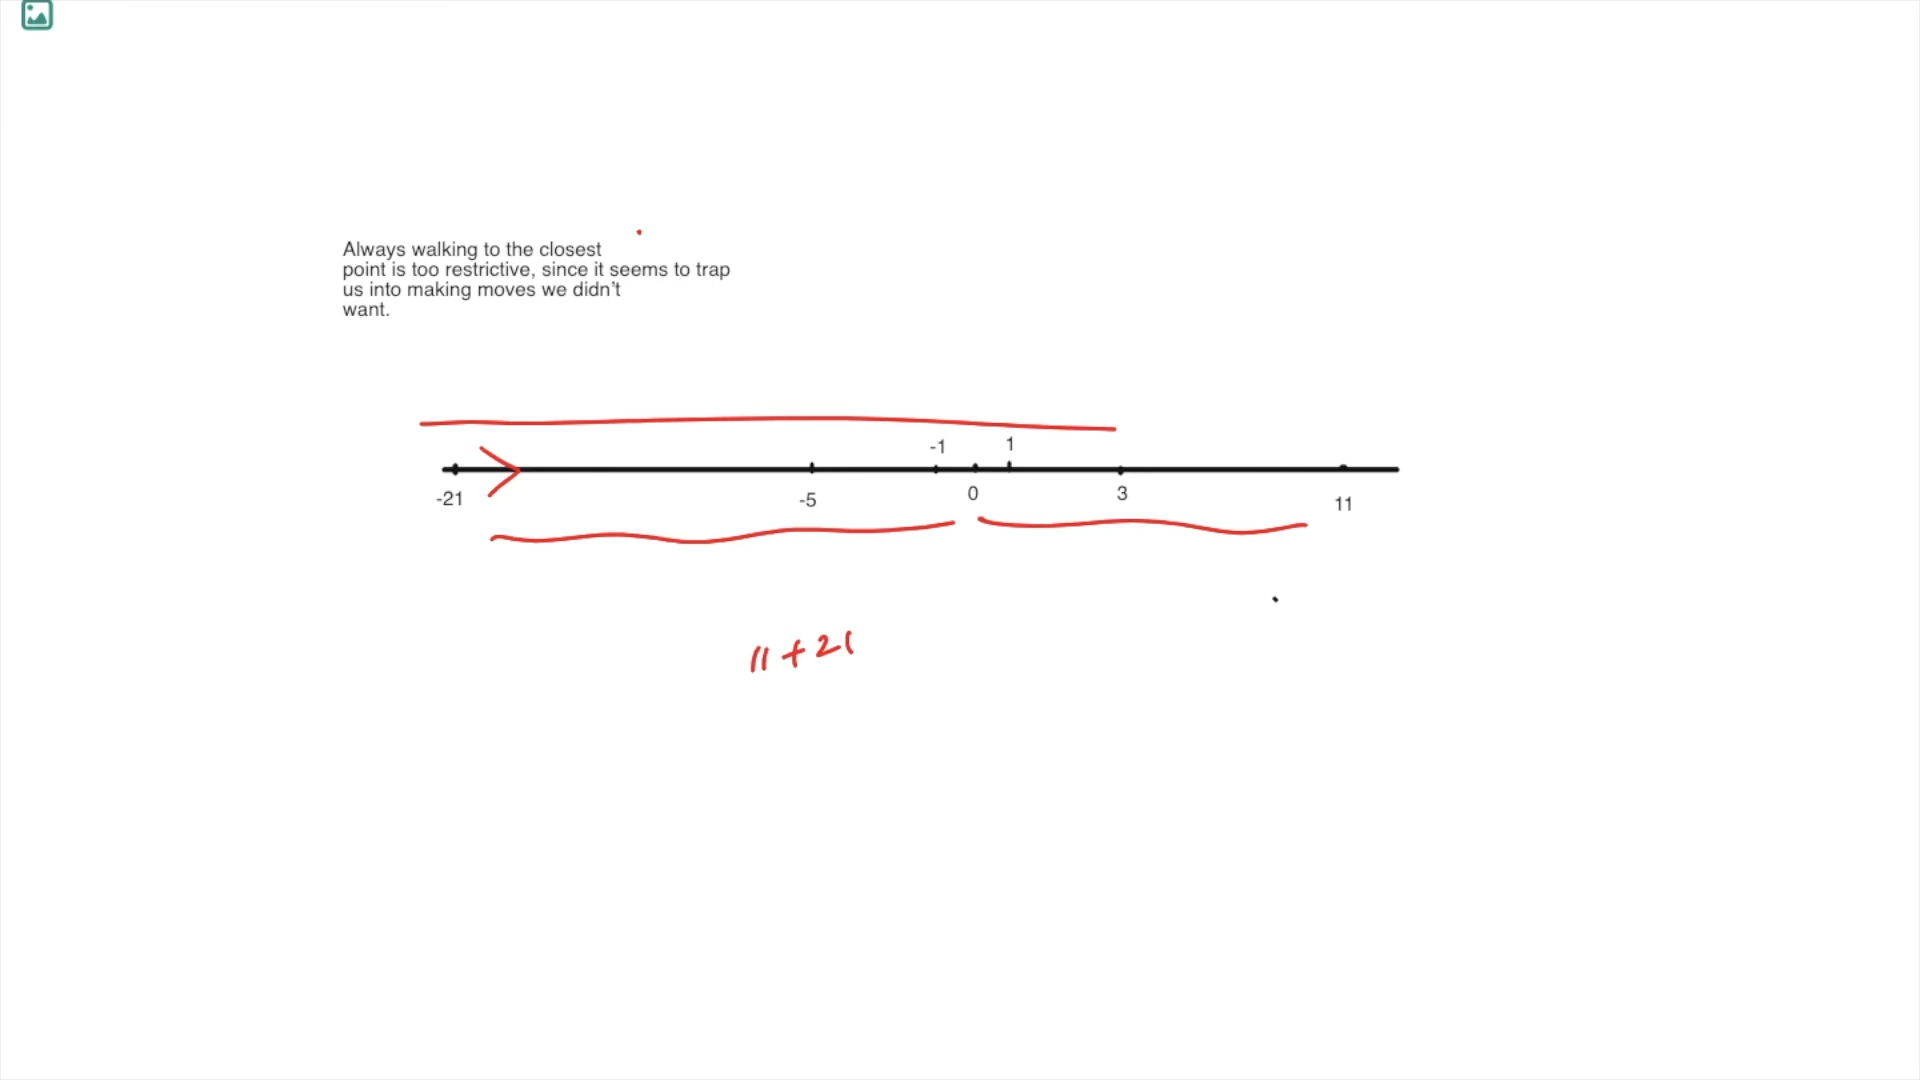 Always walking to the closest
point is too restrictive, since it seems to trap
us into making moves we didn’t
want.
-1 1
-21 -5 0 3 11
11 + 21